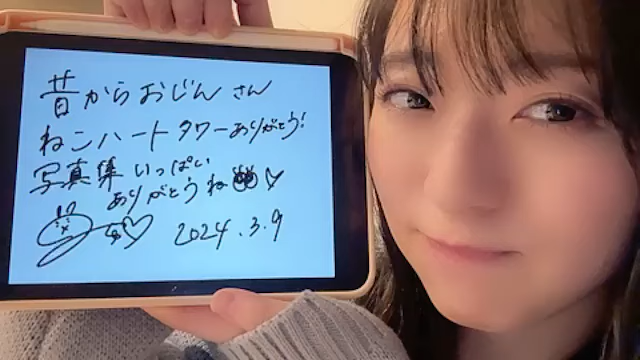 昔からおじんさん
ねこハートタワーありがとう!
写真集いっぱい
ありがとうね♡
2024.3.9